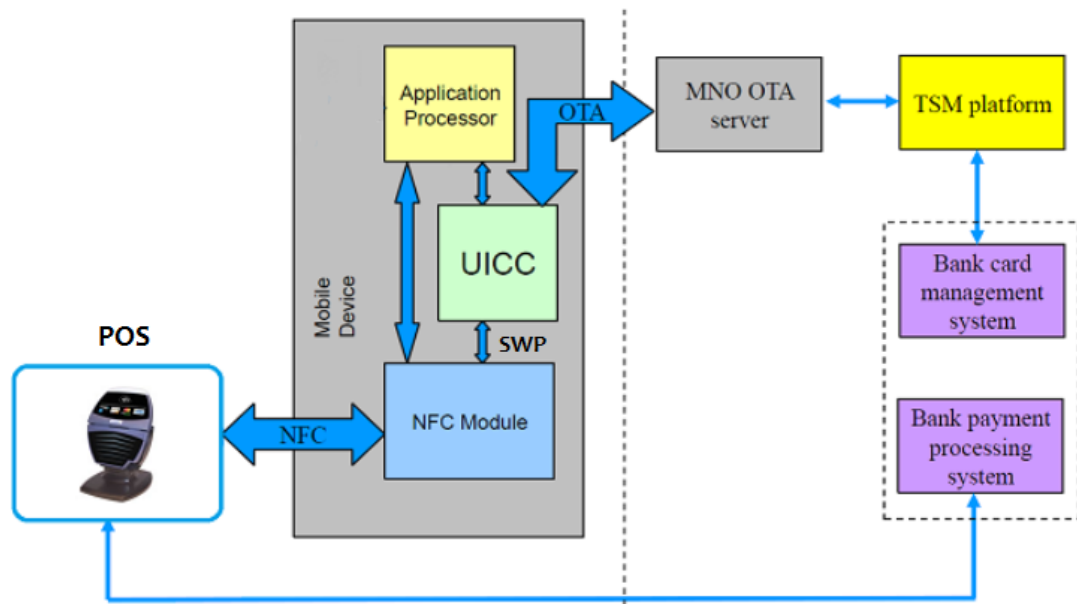 Application
Processor
OTA
MNO OTA
server
TSM platform
UICC
Bank card
management
system
Mobile
Device
SWP
POS
NFC
NFC Module
Bank payment
processing
system